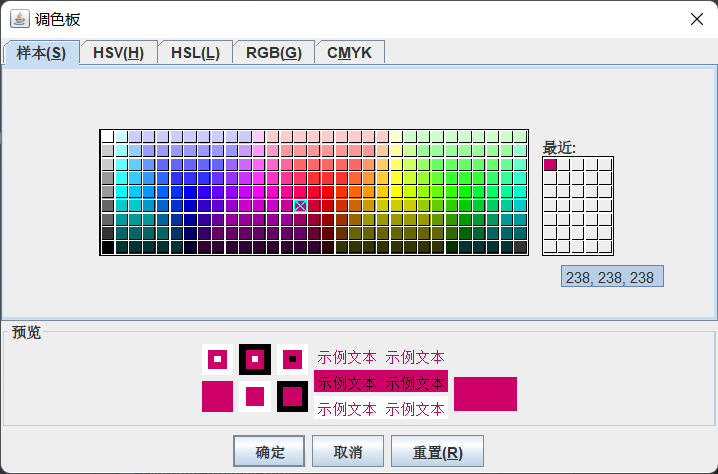 调色板
样本(S) HSV(H) HSL(L) RGB(G) CMYK
最近:
238, 238, 238
预览
示例文本 示例文本
示例文本 示例文本
示例文本 示例文本
确定 取消 重置(R)